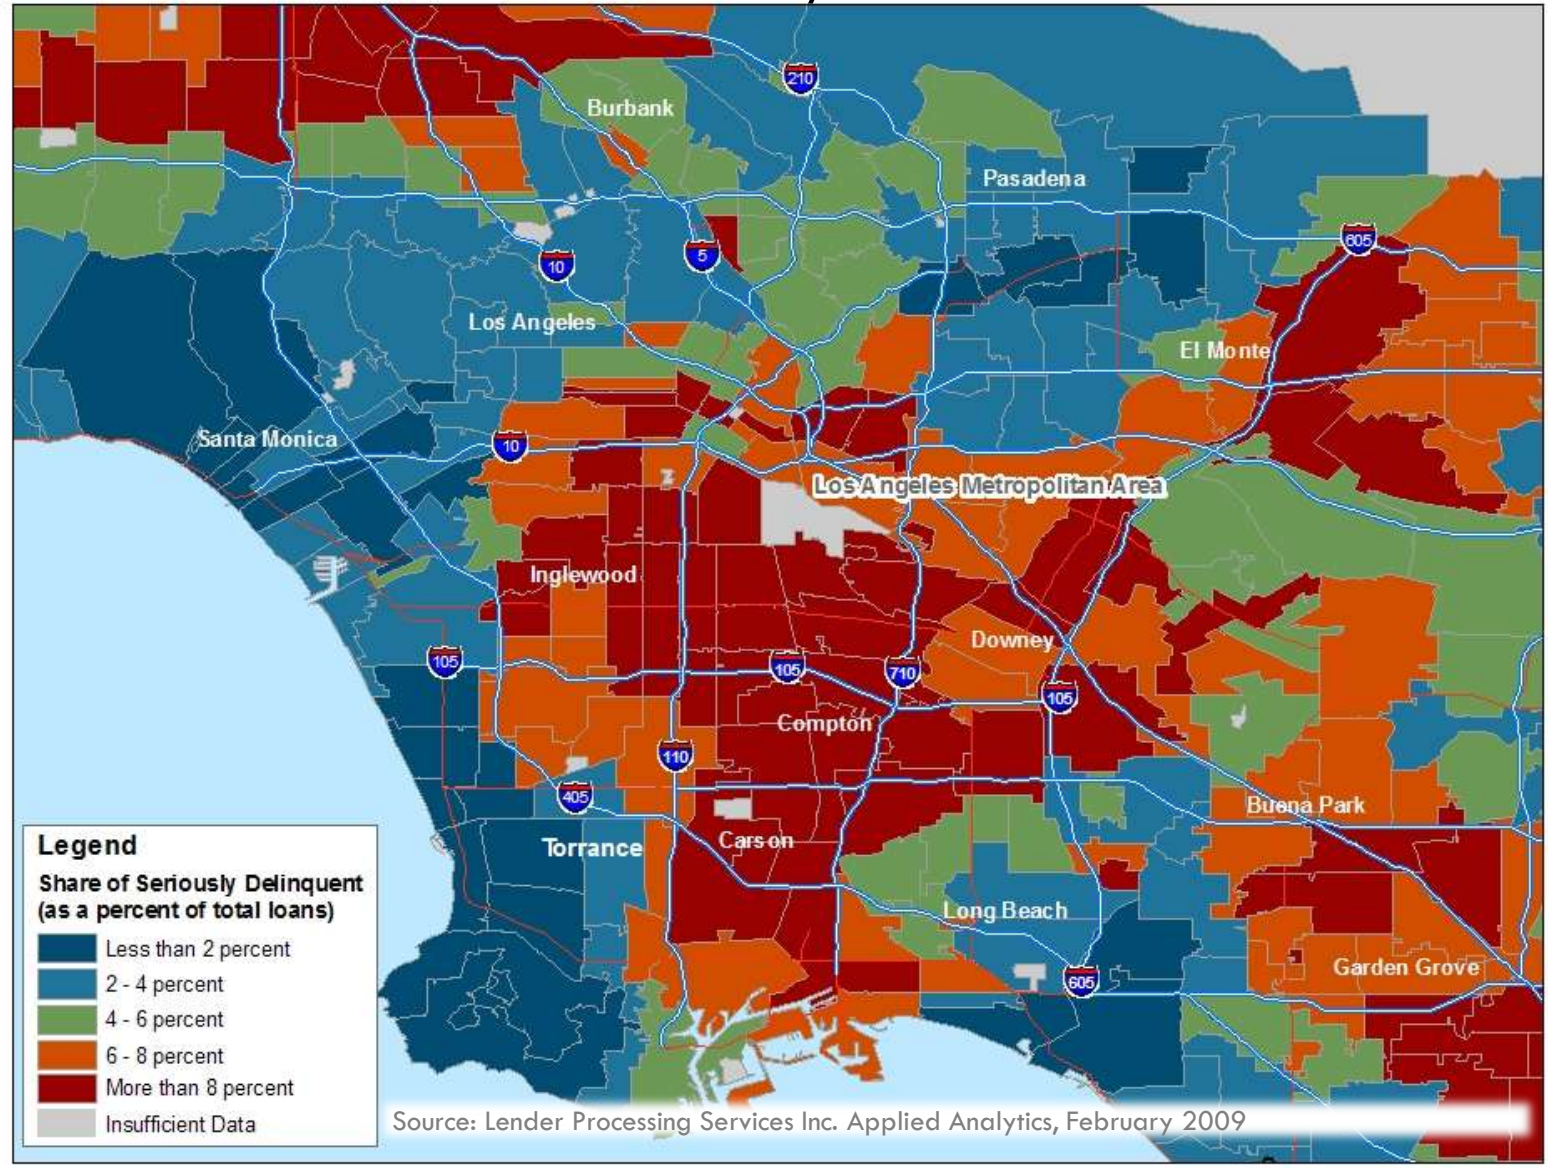 210
Burbank
Pasadena
605
10
5
Los Angeles
El Monte
Santa Monica
10
Los Angeles Metropolitan Area
Inglewood
Downey
105
105
710
105
Compton
110
405
Buena Park
Carson
Torrance
Long Beach
Garden Grove
605
Legend
Share of Seriously Delinquent
(as a percent of total loans)
Less than 2 percent
2 - 4 percent
4 - 6 percent
6 - 8 percent
More than 8 percent
Insufficient Data
Source: Lender Processing Services Inc. Applied Analytics, February 2009